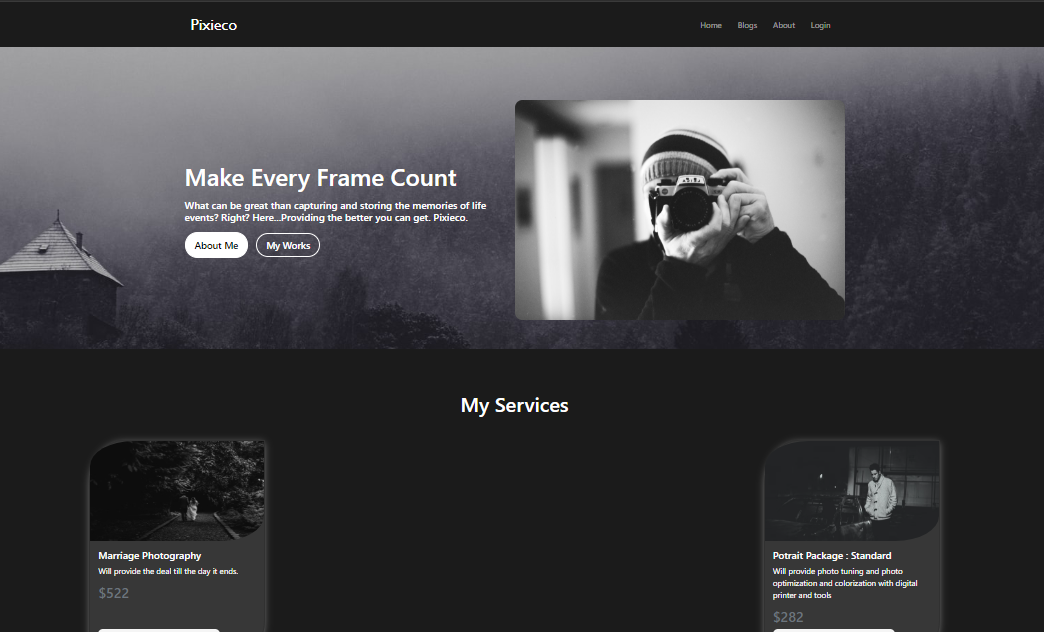 Pixieco
Home Blogs About Login
Make Every Frame Count
What can be great than capturing and storing the memories of life
events? Right? Here...Providing the better you can get. Pixieco.
About Me My Works
My Services
Marriage Photography
Will provide the deal till the day it ends.
$522
Potrait Package : Standard
Will provide photo tuning and photo
optimization and colorization with digital
printer and tools
$282